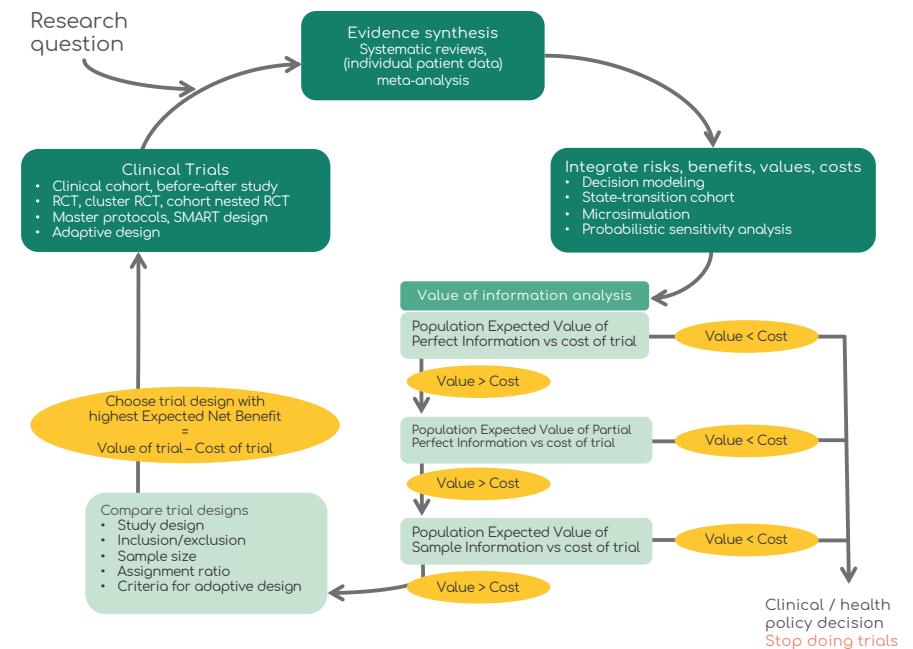 Research
question
Evidence synthesis
Systematic reviews,
(individual patient data)
meta-analysis
Clinical Trials
• Clinical cohort, before-after study
• RCT, cluster RCT, cohort nested RCT
• Master protocols, SMART design
• Adaptive design
Integrate risks, benefits, values, costs
• Decision modeling
• State-transition cohort
• Microsimulation
• Probabilistic sensitivity analysis
Value of information analysis
Population Expected Value of
Perfect Information vs cost of trial
Value < Cost
Value > Cost
Population Expected Value of Partial
Perfect Information vs cost of trial
Value < Cost
Value > Cost
Population Expected Value of
Sample Information vs cost of trial
Value < Cost
Value > Cost
Choose trial design with
highest Expected Net Benefit
=
Value of trial – Cost of trial
Compare trial designs
• Study design
• Inclusion/exclusion
• Sample size
• Assignment ratio
• Criteria for adaptive design
Clinical / health
policy decision
Stop doing trials